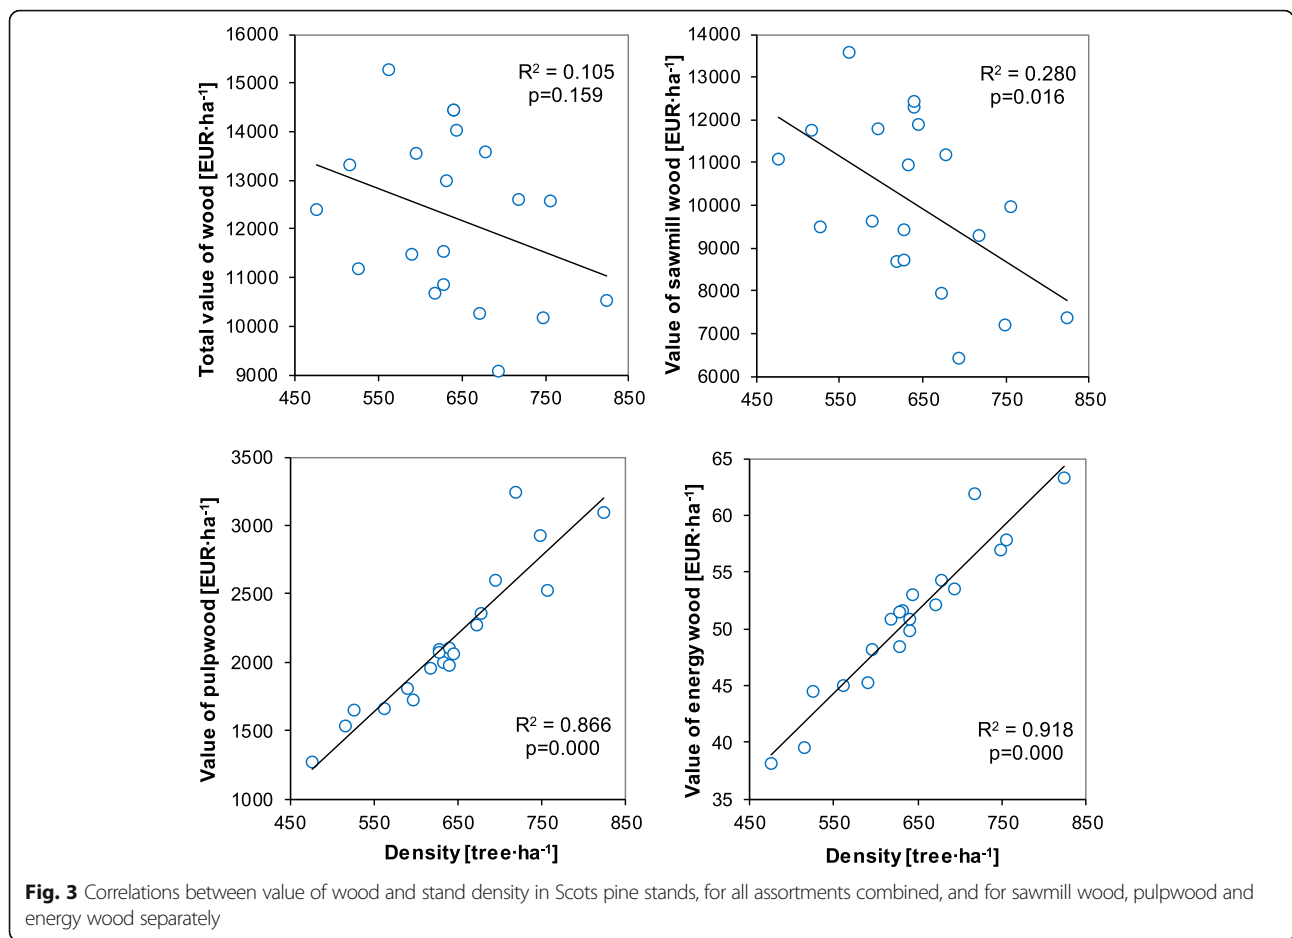 16000
15000
14000
13000
12000
11000
10000
9000
Total value of wood [EUR·ha-1]
R2 = 0.105
p=0.159
450 550 650 750 850
14000
13000
12000
11000
10000
9000
8000
7000
6000
Value of sawmill wood [EUR·ha-1]
R2 = 0.280
p=0.016
450 550 650 750 850
3500
3000
2500
2000
1500
1000
Value of pulpwood [EUR·ha-1]
R2 = 0.866
p=0.000
450 550 650 750 850
Density [tree·ha-1]
65
60
55
50
45
40
35
Value of energy wood [EUR·ha-1]
R2 = 0.918
p=0.000
450 550 650 750 850
Density [tree·ha-1]
Fig. 3 Correlations between value of wood and stand density in Scots pine stands, for all assortments combined, and for sawmill wood, pulpwood and
energy wood separately